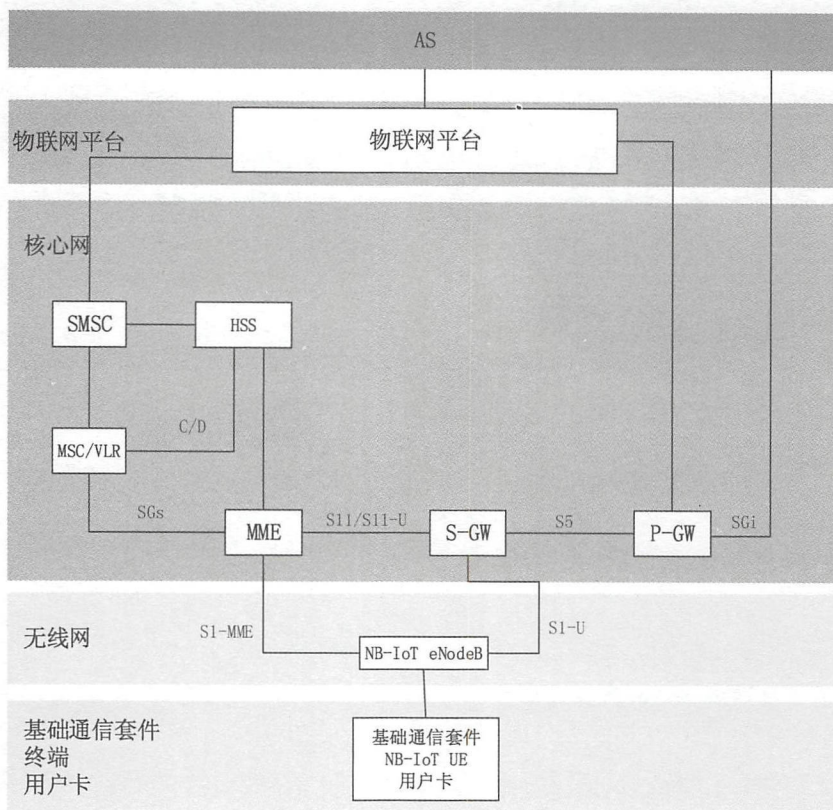 AS
物联网平台
物联网平台
核心网
SMSC
HSS
C/D
MSC/VLR
SGs
S11/S11-U
S5
SGi
MME
S-GW
P-GW
无线网
S1-MME
S1-U
NB-IoT eNodeB
基础通信套件
终端
用户卡
基础通信套件
NB-IoT UE
用户卡